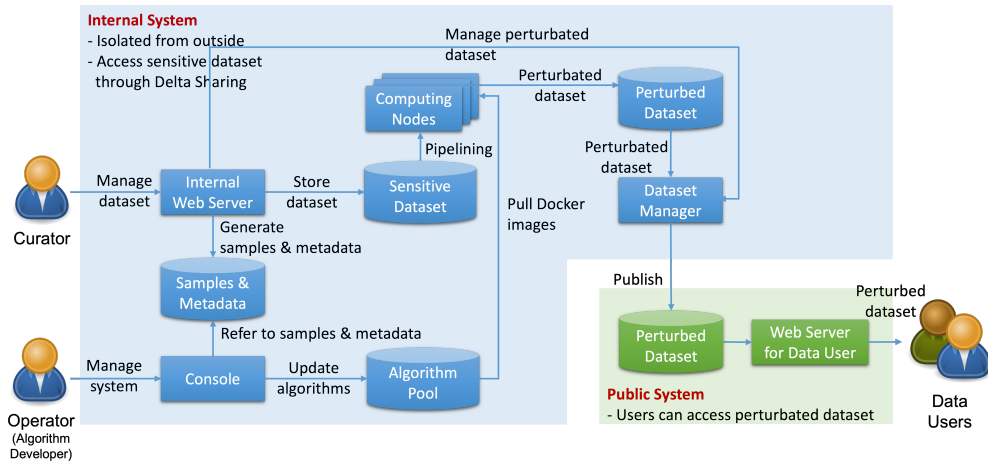 Internal System
- Isolated from outside
- Access sensitive dataset
through Delta Sharing
Manage perturbated
dataset
Computing
Nodes
Perturbated
dataset
Perturbed
Dataset
Pipelining
Perturbated
dataset
Manage
dataset
Internal
Web Server
Store
dataset
Sensitive
Dataset
Dataset
Manager
Pull Docker
images
Curator
Generate
samples & metadata
Samples &
Metadata
Publish
Perturbed
dataset
Refer to samples & metadata
Perturbed
Dataset
Web Server
for Data User
Manage
system
Console
Update
algorithms
Algorithm
Pool
Public System
- Users can access perturbated dataset
Data
Users
Operator
(Algorithm
Developer)